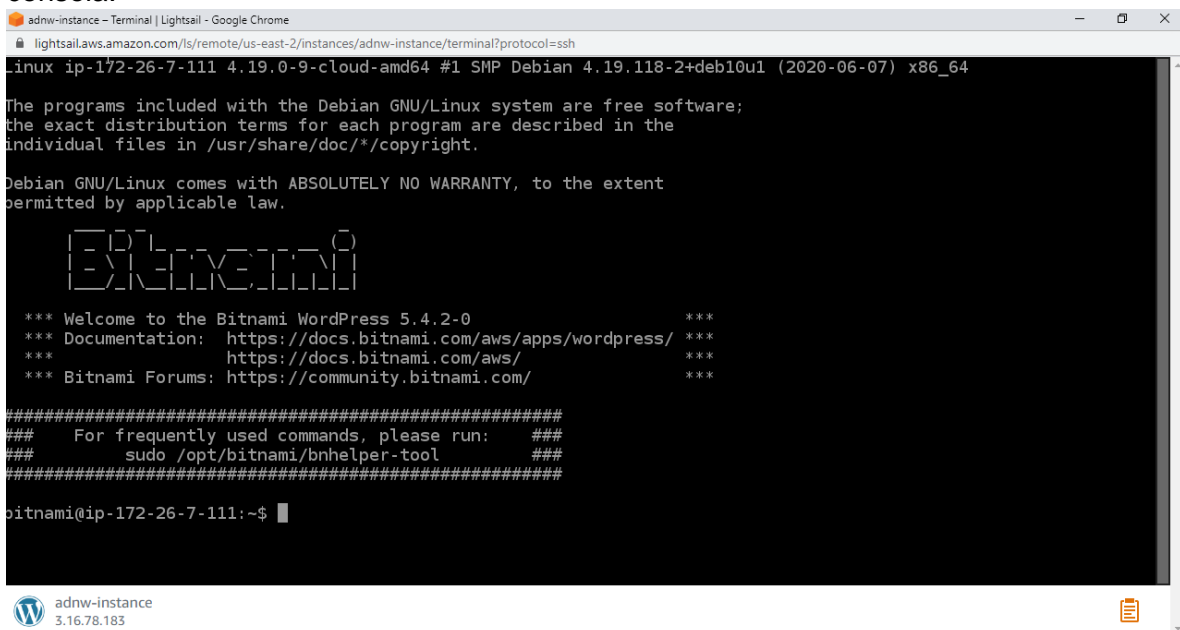 adnw-instance – Terminal | Lightsail - Google Chrome
lightsail.aws.amazon.com/ls/remote/us-east-2/instances/adnw-instance/terminal?protocol=ssh
Linux ip-172-26-7-111 4.19.0-9-cloud-amd64 #1 SMP Debian 4.19.118-2+deb10u1 (2020-06-07) x86_64
The programs included with the Debian GNU/Linux system are free software;
the exact distribution terms for each program are described in the
individual files in /usr/share/doc/*/copyright.
Debian GNU/Linux comes with ABSOLUTELY NO WARRANTY, to the extent
permitted by applicable law.
Bitnami
*** Welcome to the Bitnami WordPress 5.4.2-0 ***
*** Documentation: https://docs.bitnami.com/aws/apps/wordpress/ ***
*** https://docs.bitnami.com/aws/ ***
*** Bitnami Forums: https://community.bitnami.com/ ***
########################################################
### For frequently used commands, please run: ###
### sudo /opt/bitnami/bnhelper-tool ###
########################################################
bitnami@ip-172-26-7-111:~$
adnw-instance
3.16.78.183